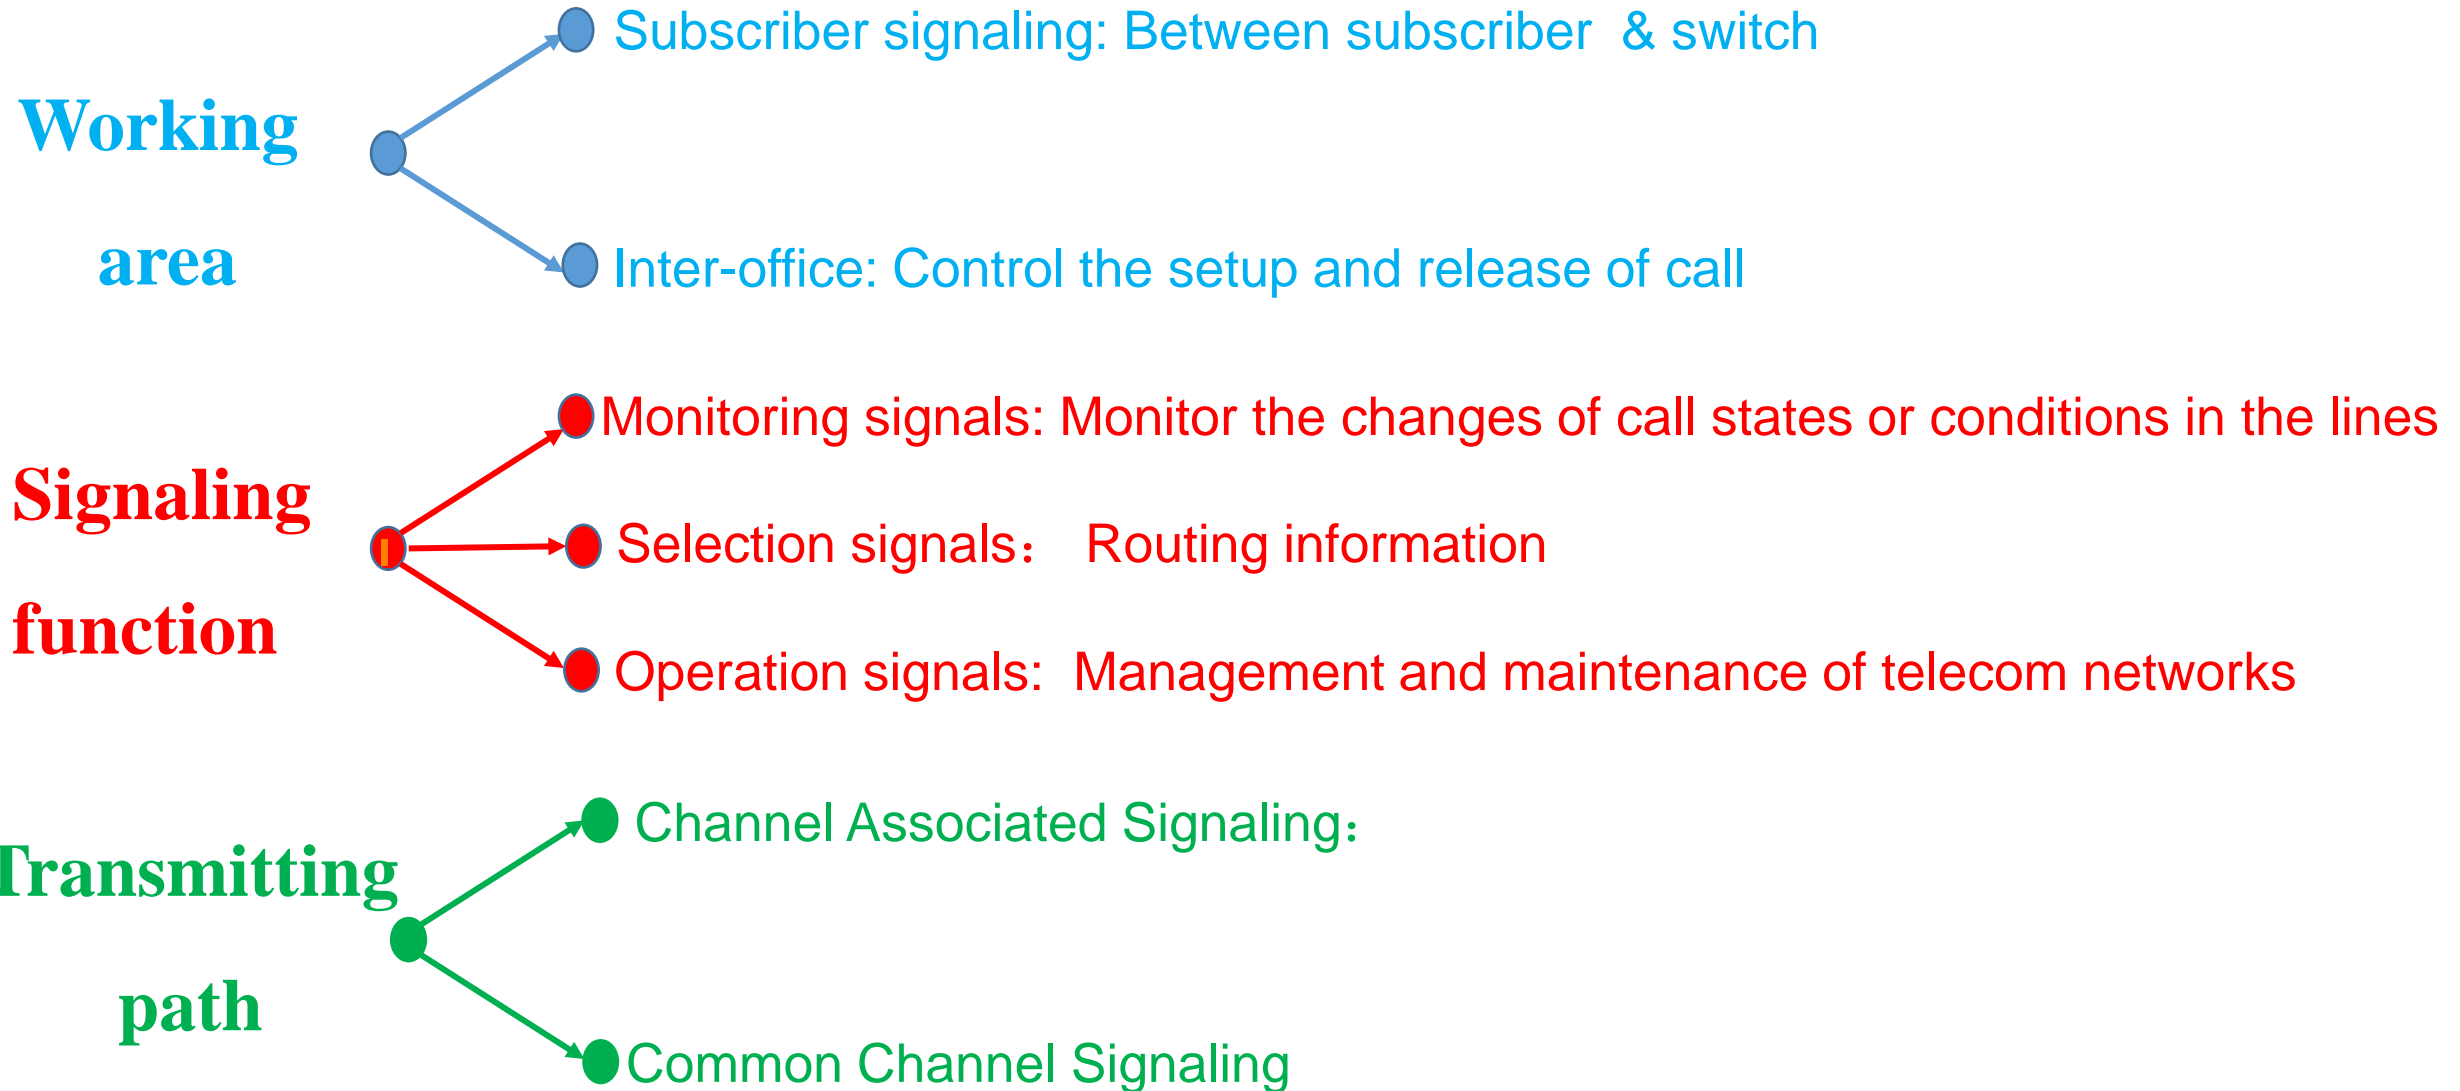 Subscriber signaling: Between subscriber & switch
Working
area
Inter-office: Control the setup and release of call
Monitoring signals: Monitor the changes of call states or conditions in the lines
Signaling
function
Selection signals： Routing information
Operation signals: Management and maintenance of telecom networks
Channel Associated Signaling：
Transmitting
path
Common Channel Signaling